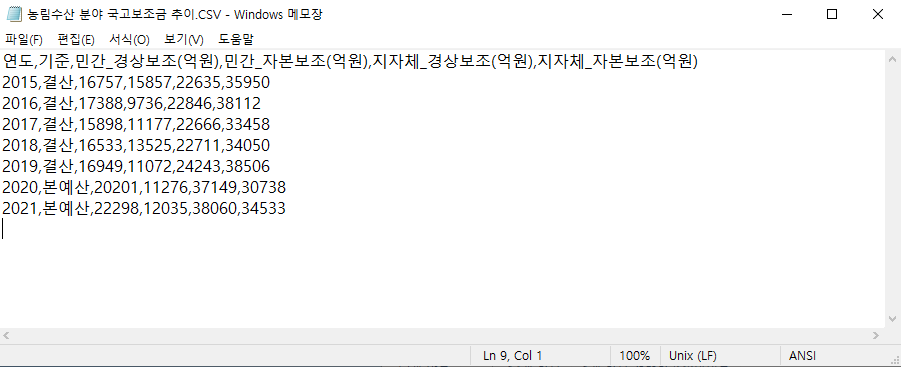 농림수산 분야 국고보조금 추이.CSV - Windows 메모장
파일(F) 편집(E) 서식(O) 보기(V) 도움말
연도,기준,민간_경상보조(억원),민간_자본보조(억원),지자체_경상보조(억원),지자체_자본보조(억원)
2015,결산,16757,15857,22635,35950
2016,결산,17388,9736,22846,38112
2017,결산,15898,11177,22666,33458
2018,결산,16533,13525,22711,34050
2019,결산,16949,11072,24243,38506
2020,본예산,20201,11276,37149,30738
2021,본예산,22298,12035,38060,34533
Ln 9, Col 1 100% Unix (LF) ANSI